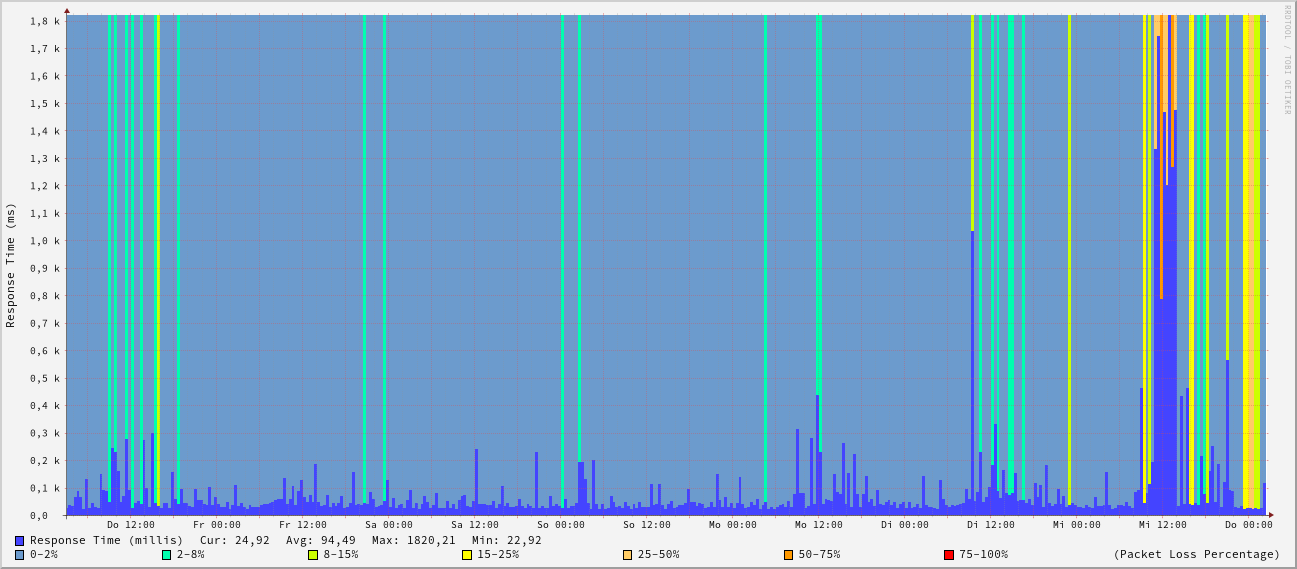 RRDTOOL / TOBI OETIKER
Response Time (ms)
1,8 k
1,7 k
1,6 k
1,5 k
1,4 k
1,3 k
1,2 k
1,1 k
1,0 k
0,9 k
0,8 k
0,7 k
0,6 k
0,5 k
0,4 k
0,3 k
0,2 k
0,1 k
0,0
Do 12:00 Fr 00:00 Fr 12:00 Sa 00:00 Sa 12:00 So 00:00 So 12:00 Mo 00:00 Mo 12:00 Di 00:00 Di 12:00 Mi 00:00 Mi 12:00 Do 00:00
Response Time (millis) Cur: 24,92 Avg: 94,49 Max: 1820,21 Min: 22,92
0-2% 2-8% 8-15% 15-25% 25-50% 50-75% 75-100% (Packet Loss Percentage)